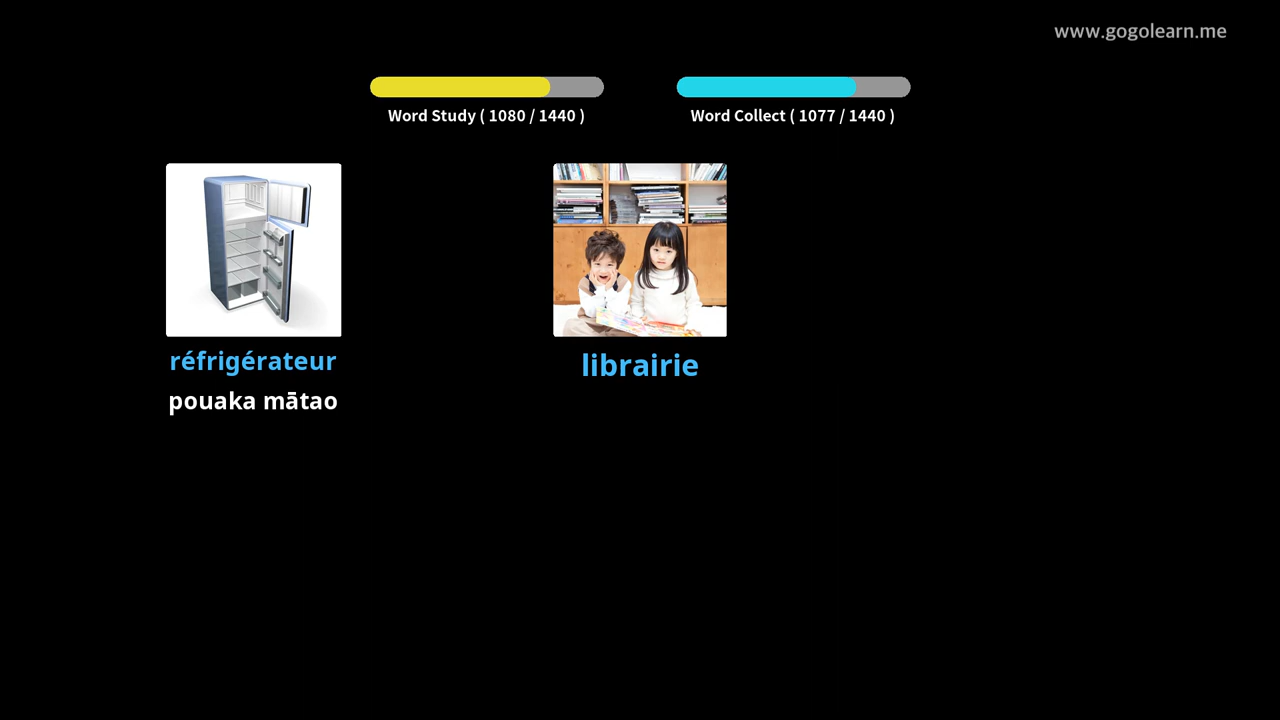 www.gogolearn.me
Word Study ( 1080 / 1440 )
Word Collect ( 1077 / 1440 )
réfrigérateur
pouaka mātao
librairie